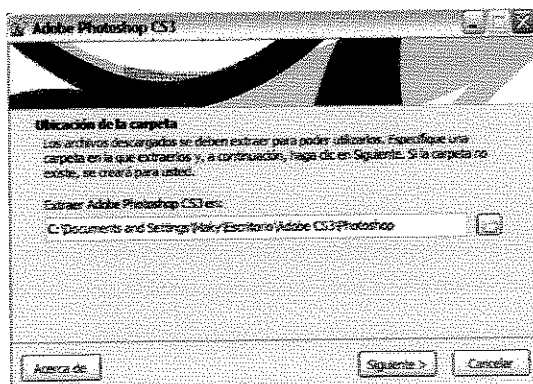 Adobe Photoshop CS3
Ubicación de la carpeta
Los archivos descargados se deben extraer para poder utilizarlos. Especifique una
carpeta en la que extraerlos y, a continuación, haga clic en Siguiente. Si la carpeta no
existe, se creará para usted.
Extraer Adobe Photoshop CS3 en:
C:\Documents and Settings\Maky\Escritorio\Adobe CS3\Photoshop
Acerca de
Siguiente >
Cancelar